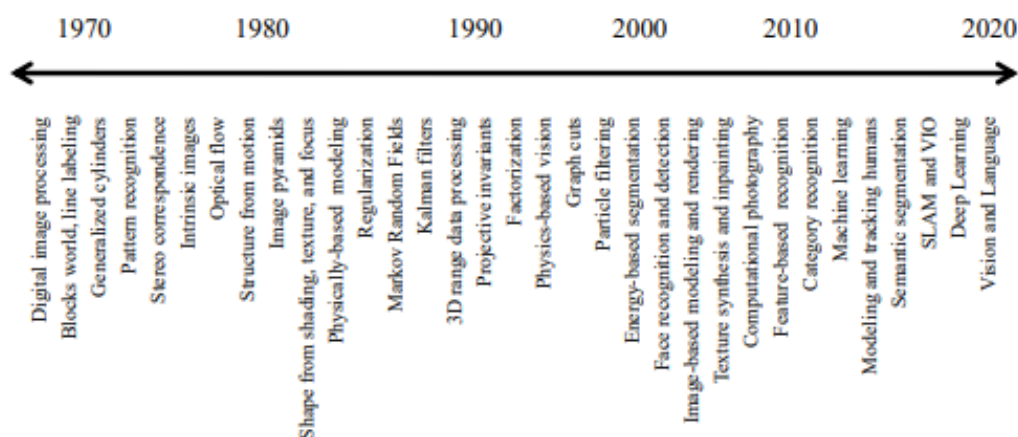 1970 1980 1990 2000 2010 2020
Digital image processing
Blocks world, line labeling
Generalized cylinders
Pattern recognition
Stereo correspondence
Intrinsic images
Optical flow
Structure from motion
Image pyramids
Shape from shading, texture, and focus
Physically-based modeling
Regularization
Markov Random Fields
Kalman filters
3D range data processing
Projective invariants
Factorization
Physics-based vision
Graph cuts
Particle filtering
Energy-based segmentation
Face recognition and detection
Image-based modeling and rendering
Texture synthesis and inpainting
Computational photography
Feature-based recognition
Category recognition
Machine learning
Modeling and tracking humans
Semantic segmentation
SLAM and VIO
Deep Learning
Vision and Language